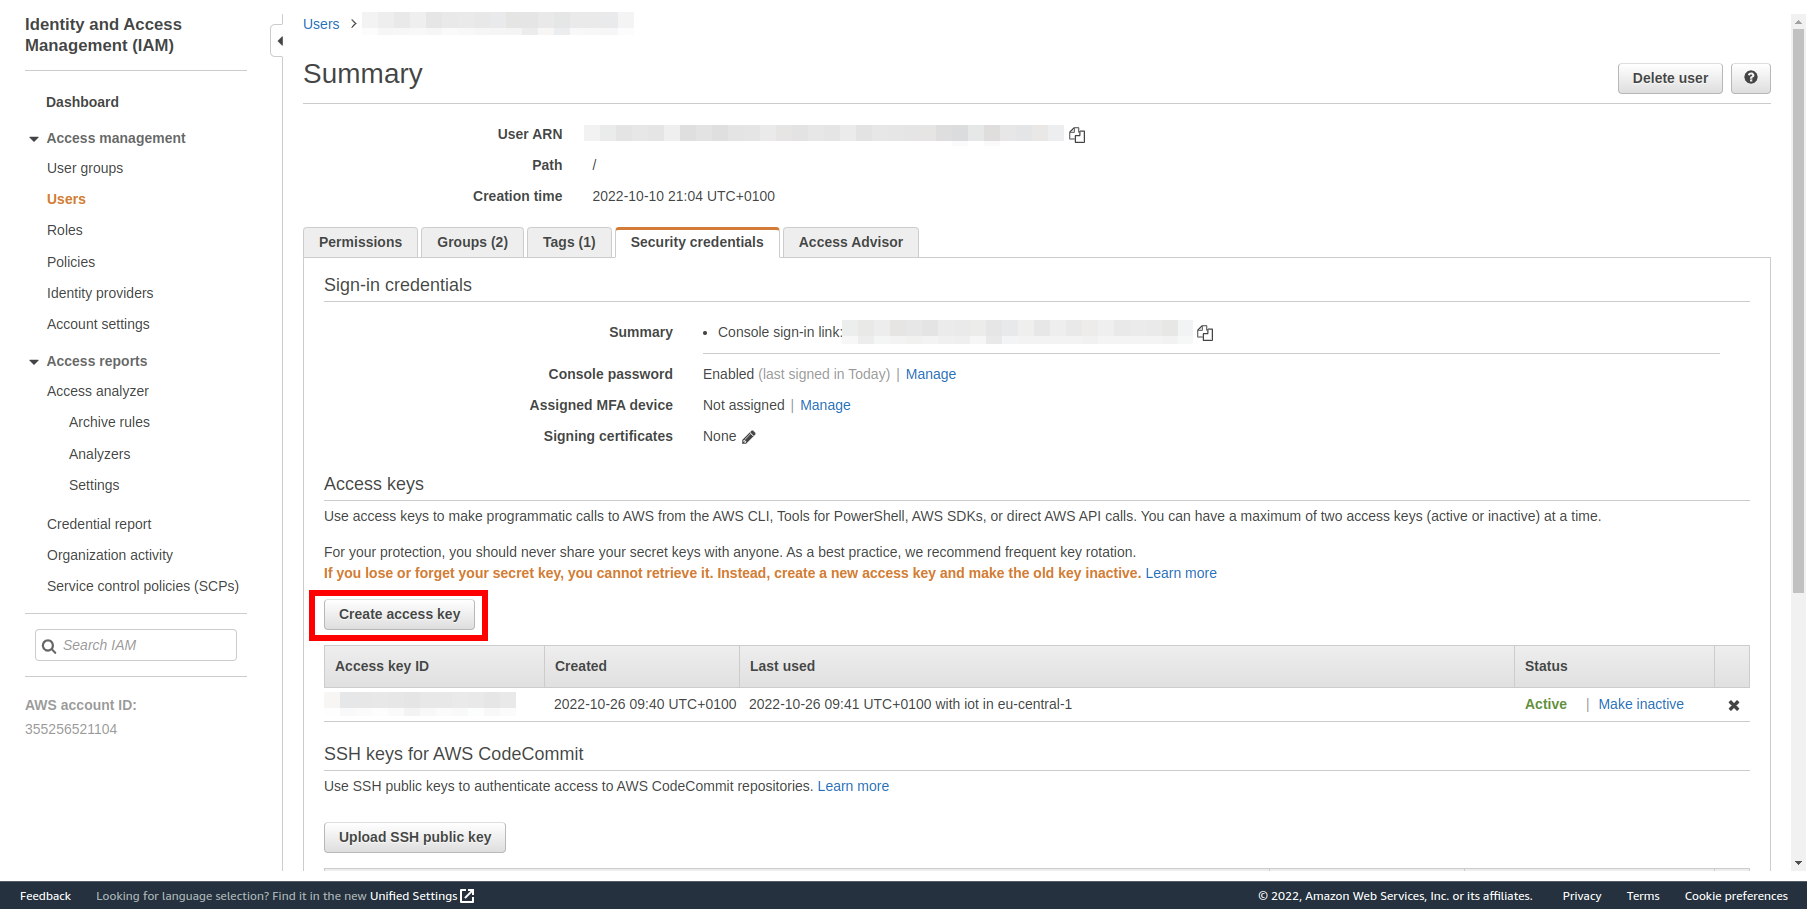 Identity and Access
Management (IAM)
Dashboard
Access management
User groups
Users
Roles
Policies
Identity providers
Account settings
Access reports
Access analyzer
Archive rules
Analyzers
Settings
Credential report
Organization activity
Service control policies (SCPs)
Search IAM
AWS account ID:
355256521104
Users >
Summary
Delete user
?
User ARN
Path /
Creation time 2022-10-10 21:04 UTC+0100
Permissions Groups (2) Tags (1) Security credentials Access Advisor
Sign-in credentials
Summary • Console sign-in link:
Console password Enabled (last signed in Today) | Manage
Assigned MFA device Not assigned | Manage
Signing certificates None
Access keys
Use access keys to make programmatic calls to AWS from the AWS CLI, Tools for PowerShell, AWS SDKs, or direct AWS API calls. You can have a maximum of two access keys (active or inactive) at a time.
For your protection, you should never share your secret keys with anyone. As a best practice, we recommend frequent key rotation.
If you lose or forget your secret key, you cannot retrieve it. Instead, create a new access key and make the old key inactive. Learn more
Create access key
Access key ID Created Last used Status
2022-10-26 09:40 UTC+0100 2022-10-26 09:41 UTC+0100 with iot in eu-central-1 Active | Make inactive
SSH keys for AWS CodeCommit
Use SSH public keys to authenticate access to AWS CodeCommit repositories. Learn more
Upload SSH public key
Feedback Looking for language selection? Find it in the new Unified Settings © 2022, Amazon Web Services, Inc. or its affiliates. Privacy Terms Cookie preferences